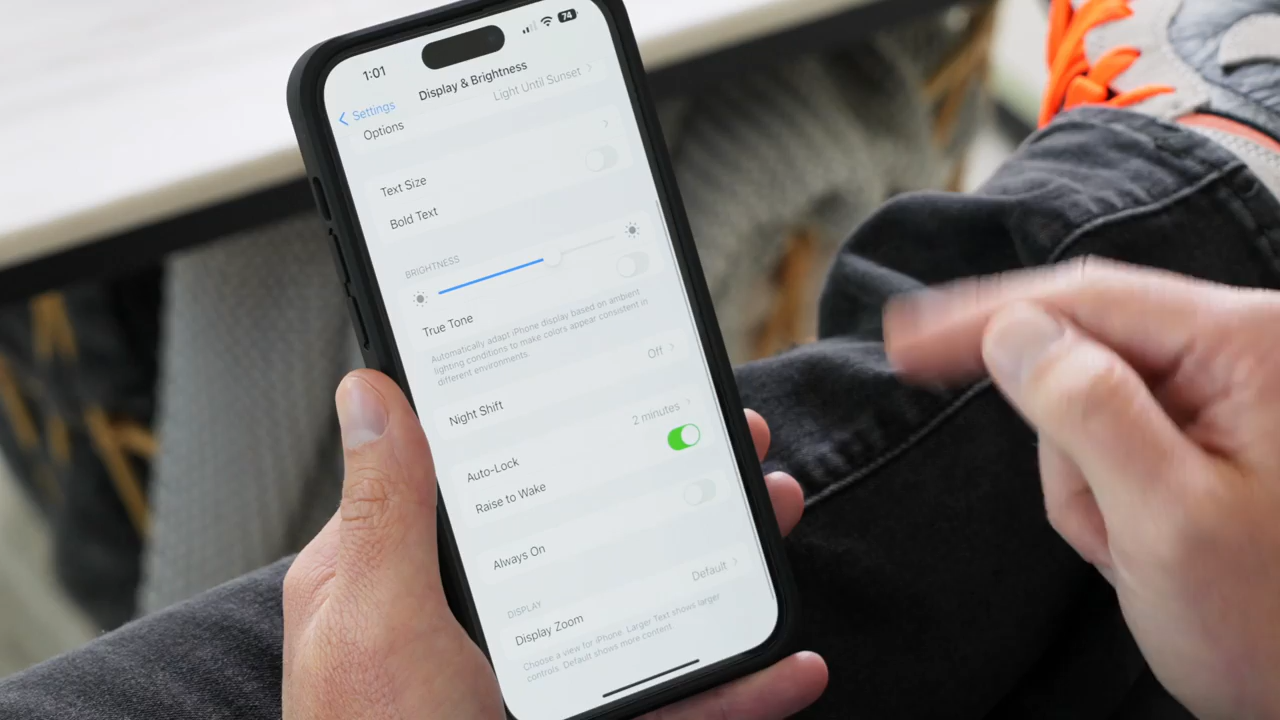 1:01
74
Settings
Display & Brightness
Options
Light Until Sunset
Text Size
Bold Text
BRIGHTNESS
True Tone
Automatically adapt iPhone display based on ambient
lighting conditions to make colors appear consistent in
different environments.
Night Shift
Off
Auto-Lock
2 minutes
Raise to Wake
Always On
DISPLAY
Display Zoom
Default
Choose a view for iPhone. Larger Text shows larger
controls. Default shows more content.